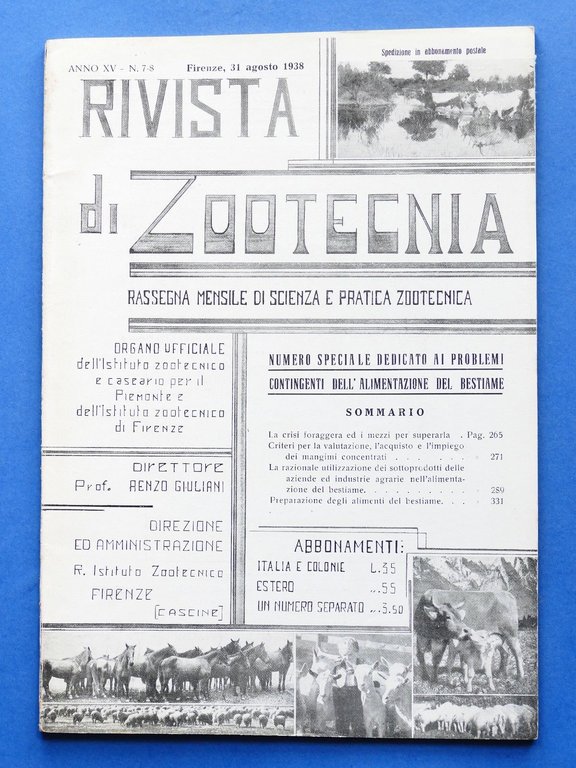 Spedizione in abbonamento postale
ANNO XV - N. 7-8 Firenze, 31 agosto 1938
RIVISTA
di ZOOTECNIA
RASSEGNA MENSILE DI SCIENZA E PRATICA ZOOTECNICA
ORGANO UFFICIALE
dell'Istituto zootecnico
e caseario per il
Piemonte e
dell'Istituto zootecnico
di Firenze
DIRETTORE
Prof. RENZO GIULIANI
DIREZIONE
ED AMMINISTRAZIONE
R. Istituto Zootecnico
FIRENZE
[CASCINE]
NUMERO SPECIALE DEDICATO AI PROBLEMI
CONTINGENTI DELL'ALIMENTAZIONE DEL BESTIAME
SOMMARIO
La crisi foraggera ed i mezzi per superarla . Pag. 265
Criteri per la valutazione, l'acquisto e l'impiego
dei mangimi concentrati . . . . . . » 271
La razionale utilizzazione dei sottoprodotti delle
aziende ed industrie agrarie nell'alimenta-
zione del bestiame. . . . . . . . . » 289
Preparazione degli alimenti del bestiame. . . » 331
ABBONAMENTI:
ITALIA E COLONIE L. 35
ESTERO „ 55
UN NUMERO SEPARATO „ 3.50